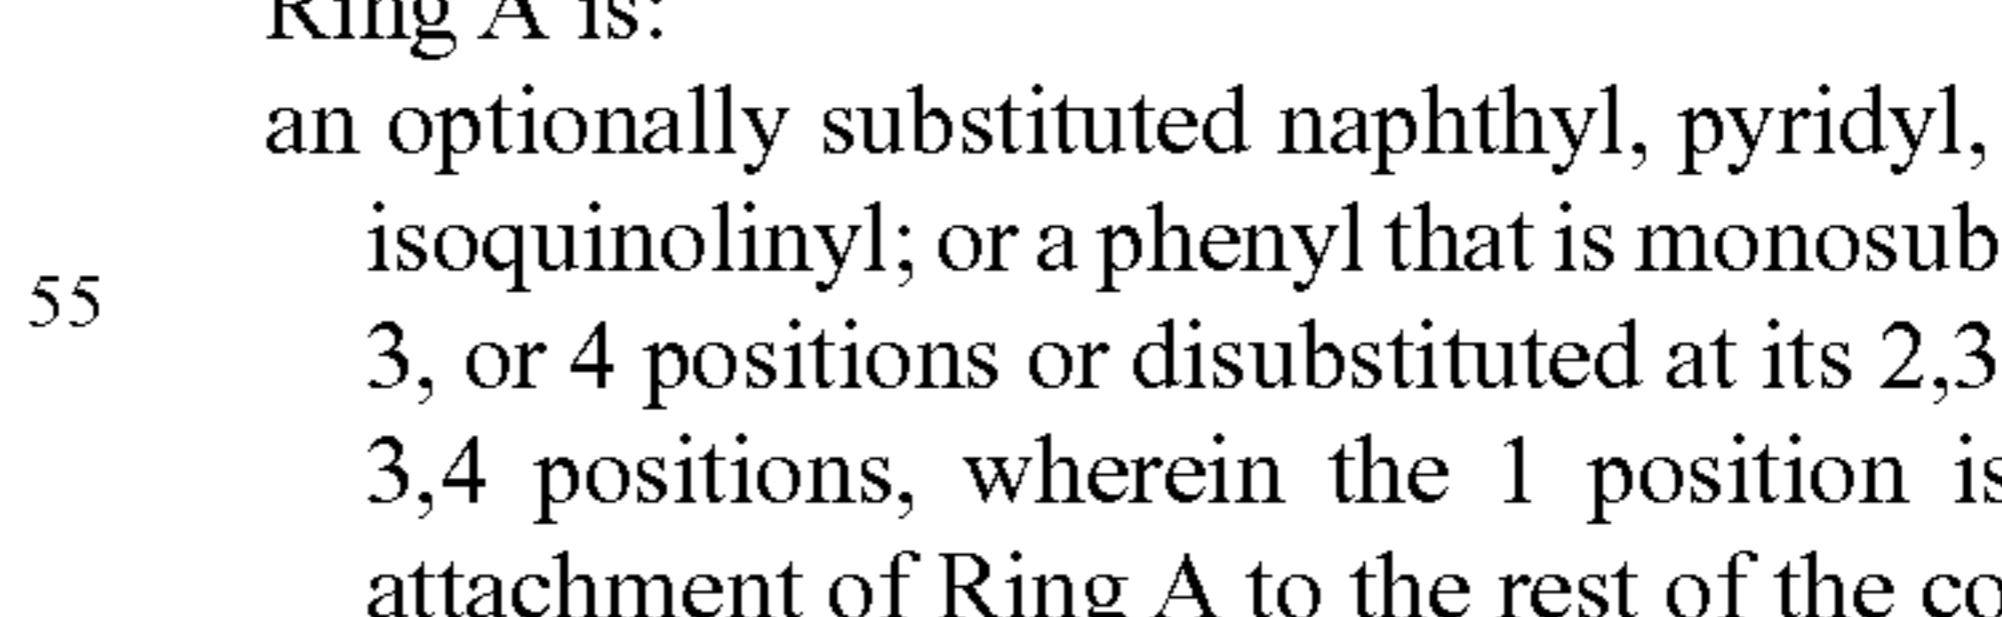 Ring A is:
an optionally substituted naphthyl, pyridyl,
isoquinolinyl; or a phenyl that is monosub
55
3, or 4 positions or disubstituted at its 2,3
3,4 positions, wherein the 1 position is
attachment of Ring A to the rest of the co